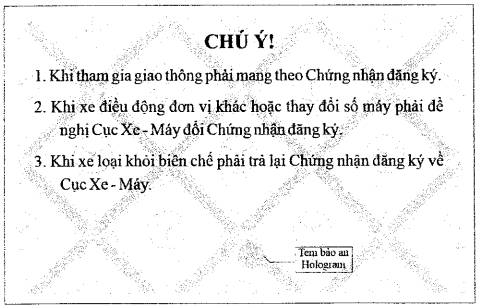 CHÚ Ý!
1. Khi tham gia giao thông phải mang theo Chứng nhận đăng ký.
2. Khi xe điều động đơn vị khác hoặc thay đổi số máy phải đề
nghị Cục Xe - Máy đổi Chứng nhận đăng ký.
3. Khi xe loại khỏi biên chế phải trả lại Chứng nhận đăng ký về
Cục Xe - Máy.
Tem bảo an
Hologram